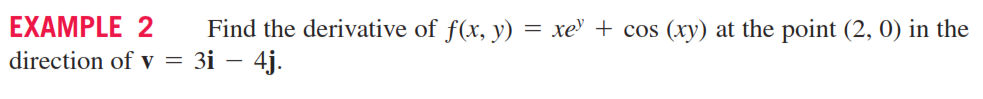 EXAMPLE 2 Find the derivative of f(x, y) = xeʸ + cos (xy) at the point (2, 0) in the
direction of v = 3i − 4j.